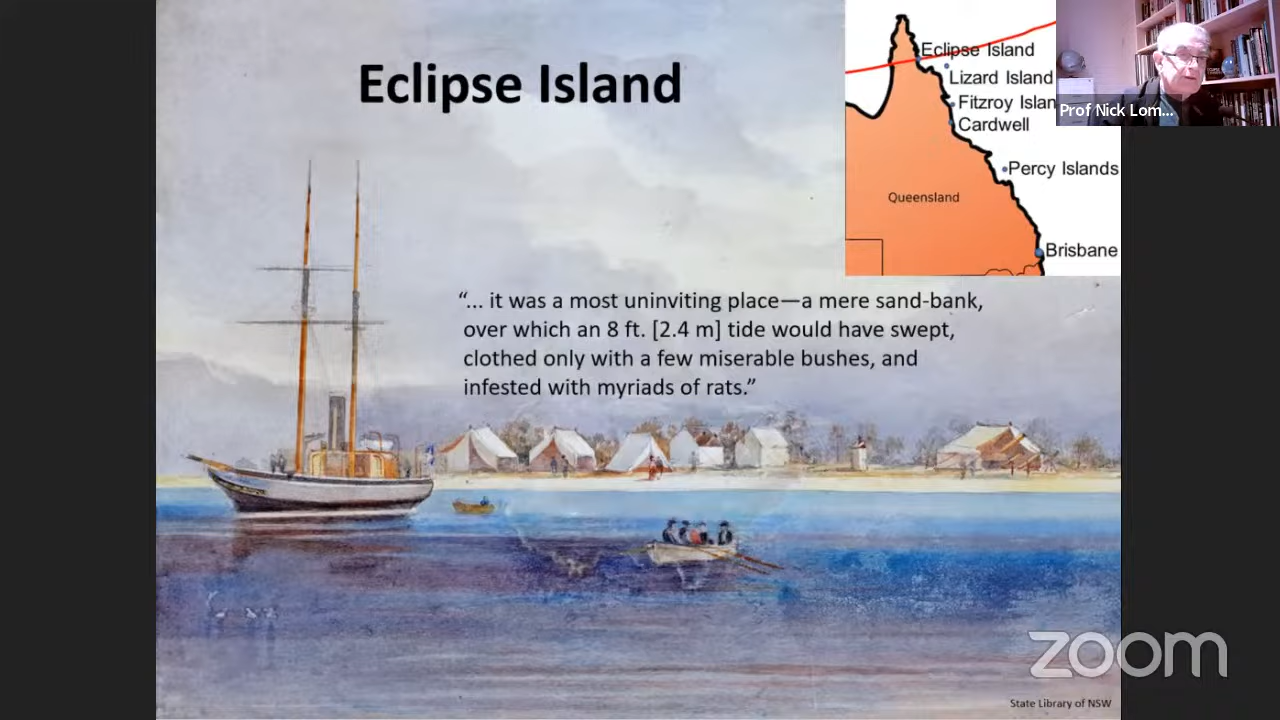 Eclipse Island
Eclipse Island
Lizard Island
Fitzroy Islan
Cardwell
Percy Islands
Queensland
Brisbane
Prof Nick Lom...
“... it was a most uninviting place—a mere sand-bank,
over which an 8 ft. [2.4 m] tide would have swept,
clothed only with a few miserable bushes, and
infested with myriads of rats.”
zoom
State Library of NSW